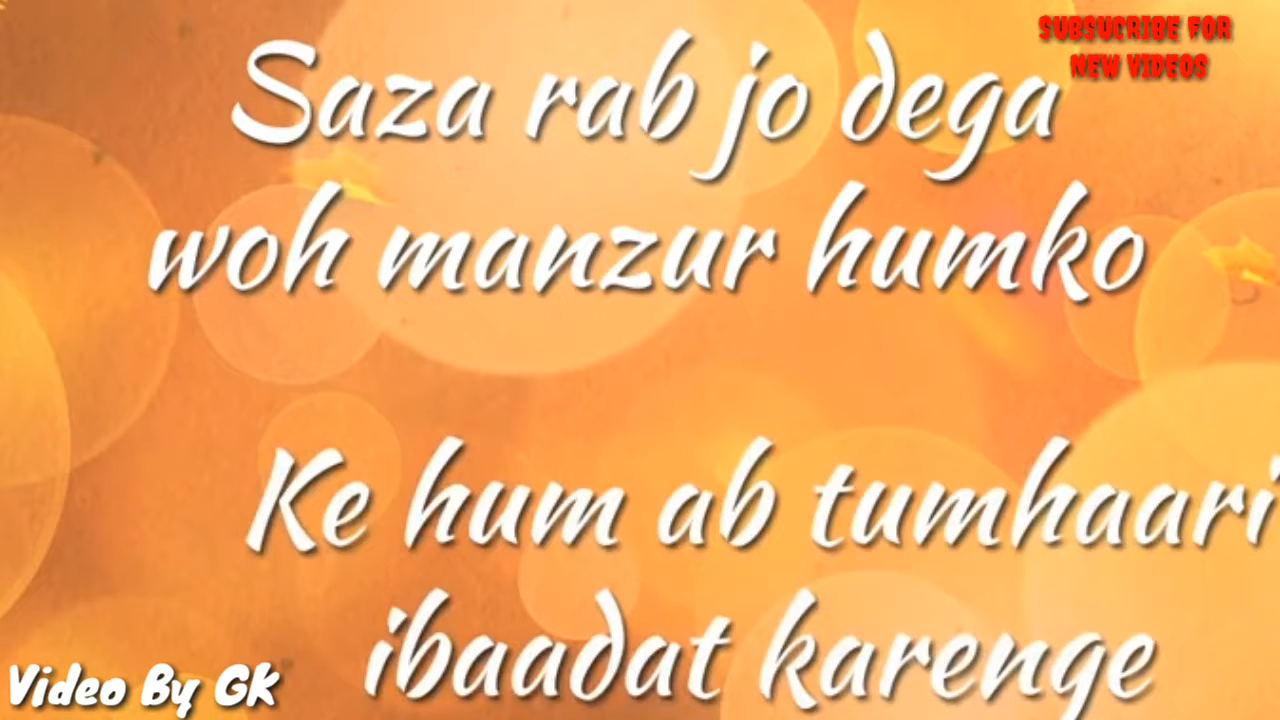 SUBSUCRIBE FOR
NEW VIDEOS
Saza rab jo dega
woh manzur humko
Ke hum ab tumhaari
ibaadat karenge
Video By GK